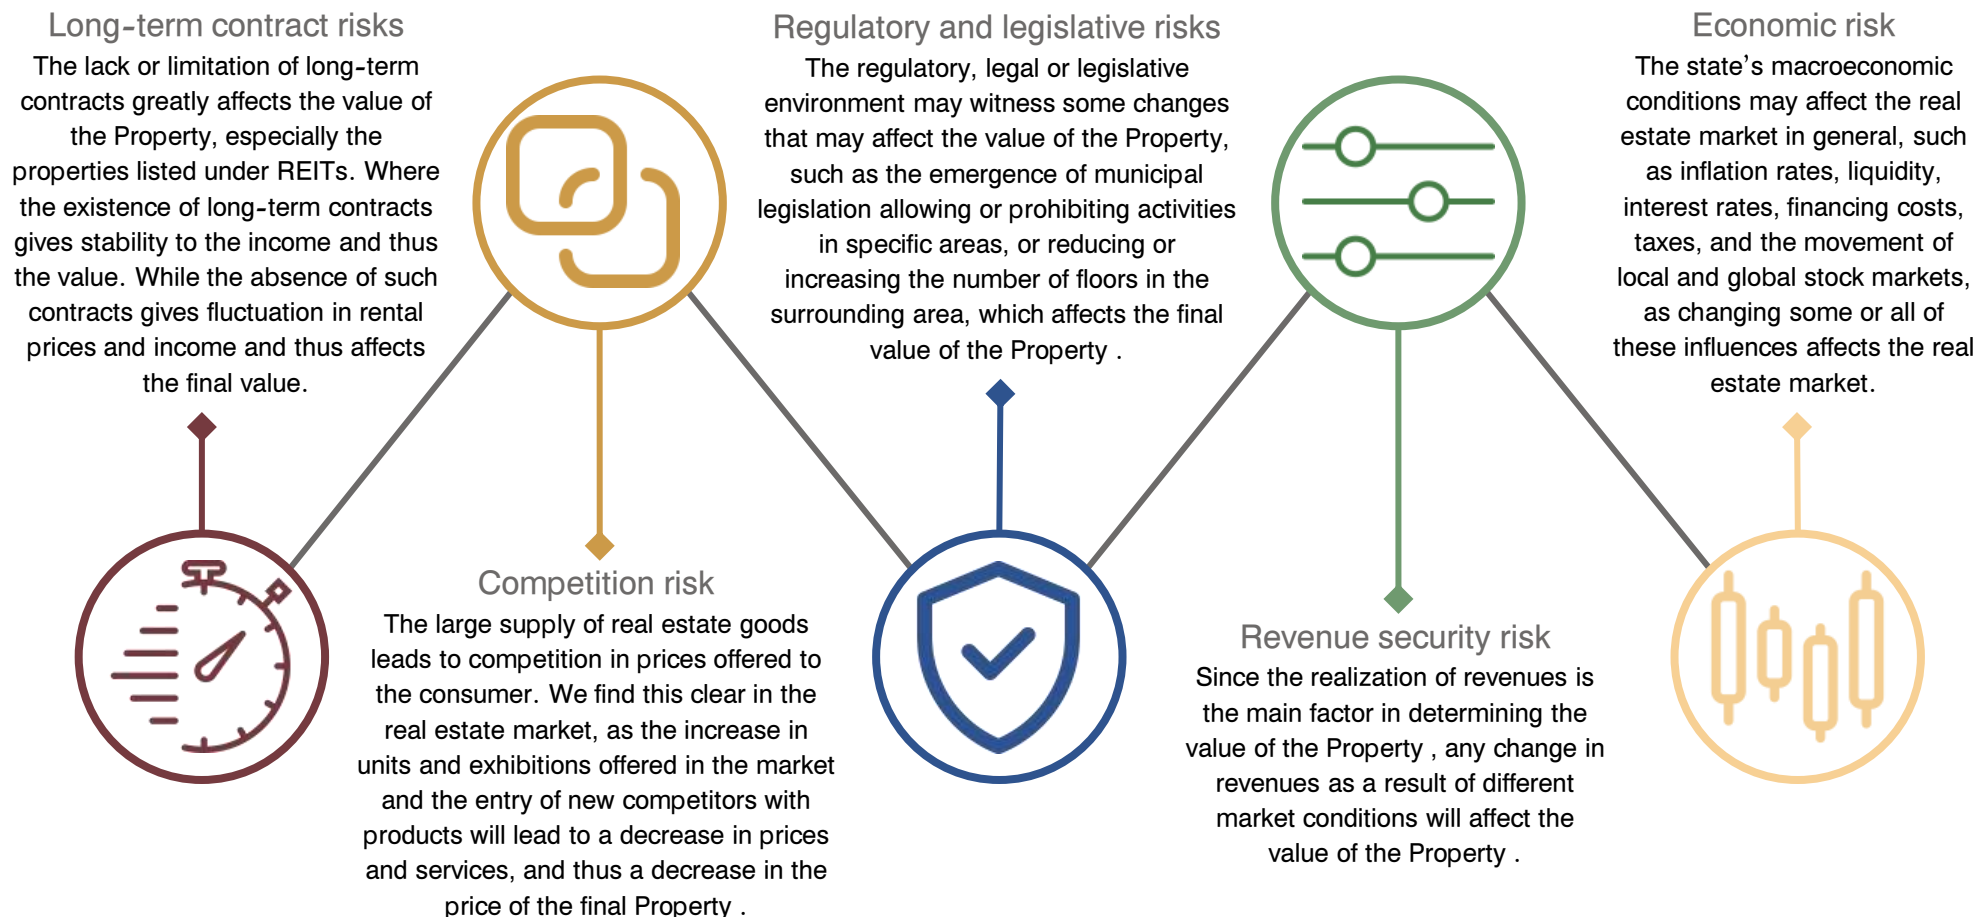 Long-term contract risks
The lack or limitation of long-term
contracts greatly affects the value of
the Property, especially the
properties listed under REITs. Where
the existence of long-term contracts
gives stability to the income and thus
the value. While the absence of such
contracts gives fluctuation in rental
prices and income and thus affects
the final value.
Competition risk
The large supply of real estate goods
leads to competition in prices offered to
the consumer. We find this clear in the
real estate market, as the increase in
units and exhibitions offered in the market
and the entry of new competitors with
products will lead to a decrease in prices
and services, and thus a decrease in the
price of the final Property .
Regulatory and legislative risks
The regulatory, legal or legislative
environment may witness some changes
that may affect the value of the Property,
such as the emergence of municipal
legislation allowing or prohibiting activities
in specific areas, or reducing or
increasing the number of floors in the
surrounding area, which affects the final
value of the Property .
Revenue security risk
Since the realization of revenues is
the main factor in determining the
value of the Property , any change in
revenues as a result of different
market conditions will affect the
value of the Property .
Economic risk
The state's macroeconomic
conditions may affect the real
estate market in general, such
as inflation rates, liquidity,
interest rates, financing costs,
taxes, and the movement of
local and global stock markets,
as changing some or all of
these influences affects the real
estate market.